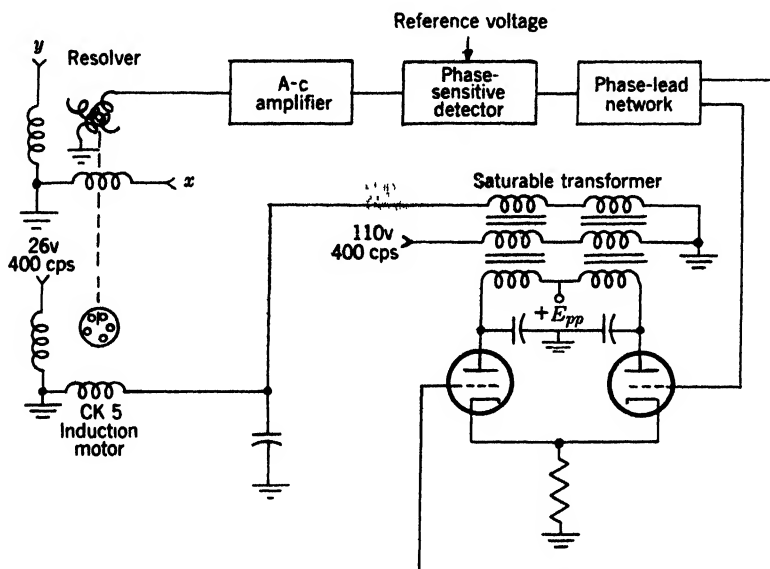 Reference voltage
y
Resolver
A-c
amplifier
Phase-
sensitive
detector
Phase-lead
network
x
Saturable transformer
26v
400 cps
110v
400 cps
+Epp
CK 5
Induction
motor